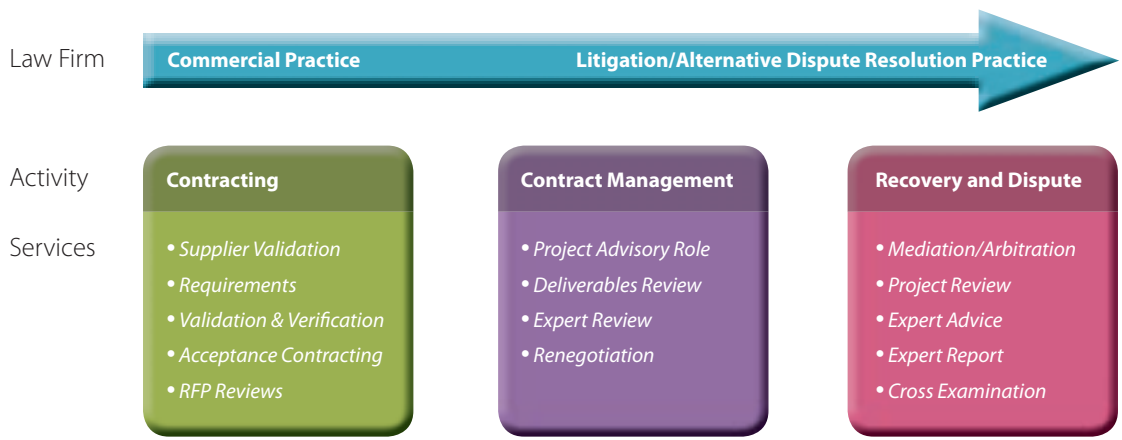 Law Firm
Commercial Practice
Litigation/Alternative Dispute Resolution Practice
Activity
Contracting
Contract Management
Recovery and Dispute
Services
• Supplier Validation
• Requirements
• Validation & Verification
• Acceptance Contracting
• RFP Reviews
• Project Advisory Role
• Deliverables Review
• Expert Review
• Renegotiation
• Mediation/Arbitration
• Project Review
• Expert Advice
• Expert Report
• Cross Examination